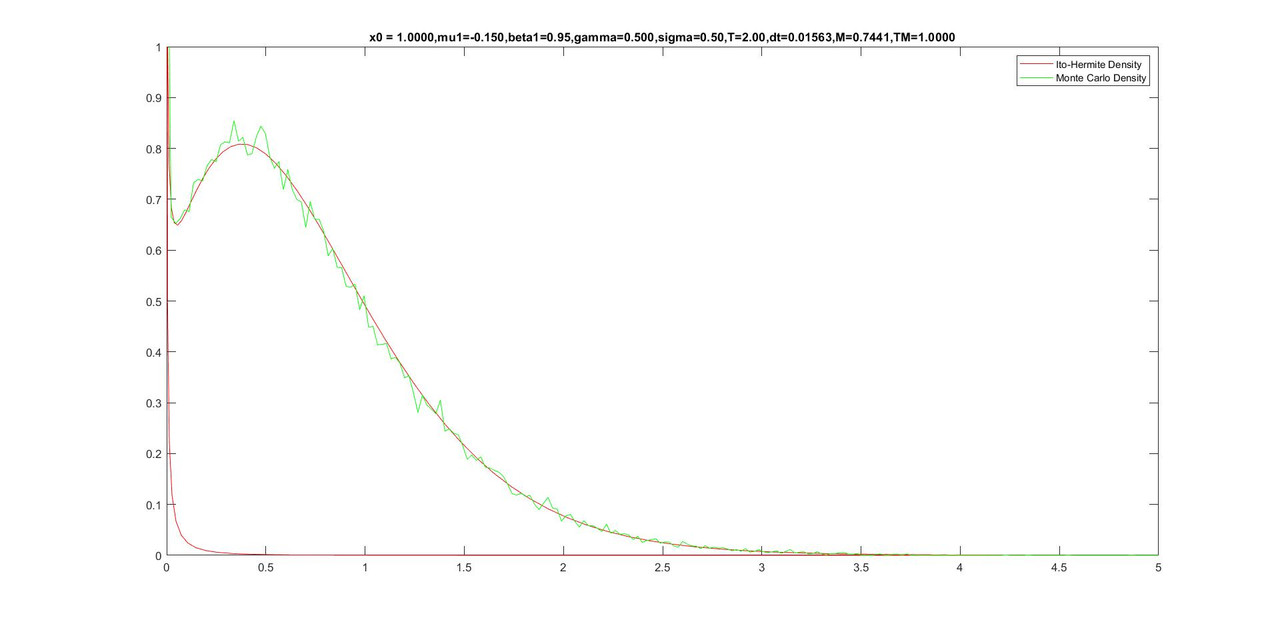 x0 = 1.0000,mu1=-0.150,beta1=0.95,gamma=0.500,sigma=0.50,T=2.00,dt=0.01563,M=0.7441,TM=1.0000
Ito-Hermite Density
Monte Carlo Density
1
0.9
0.8
0.7
0.6
0.5
0.4
0.3
0.2
0.1
0
0 0.5 1 1.5 2 2.5 3 3.5 4 4.5 5